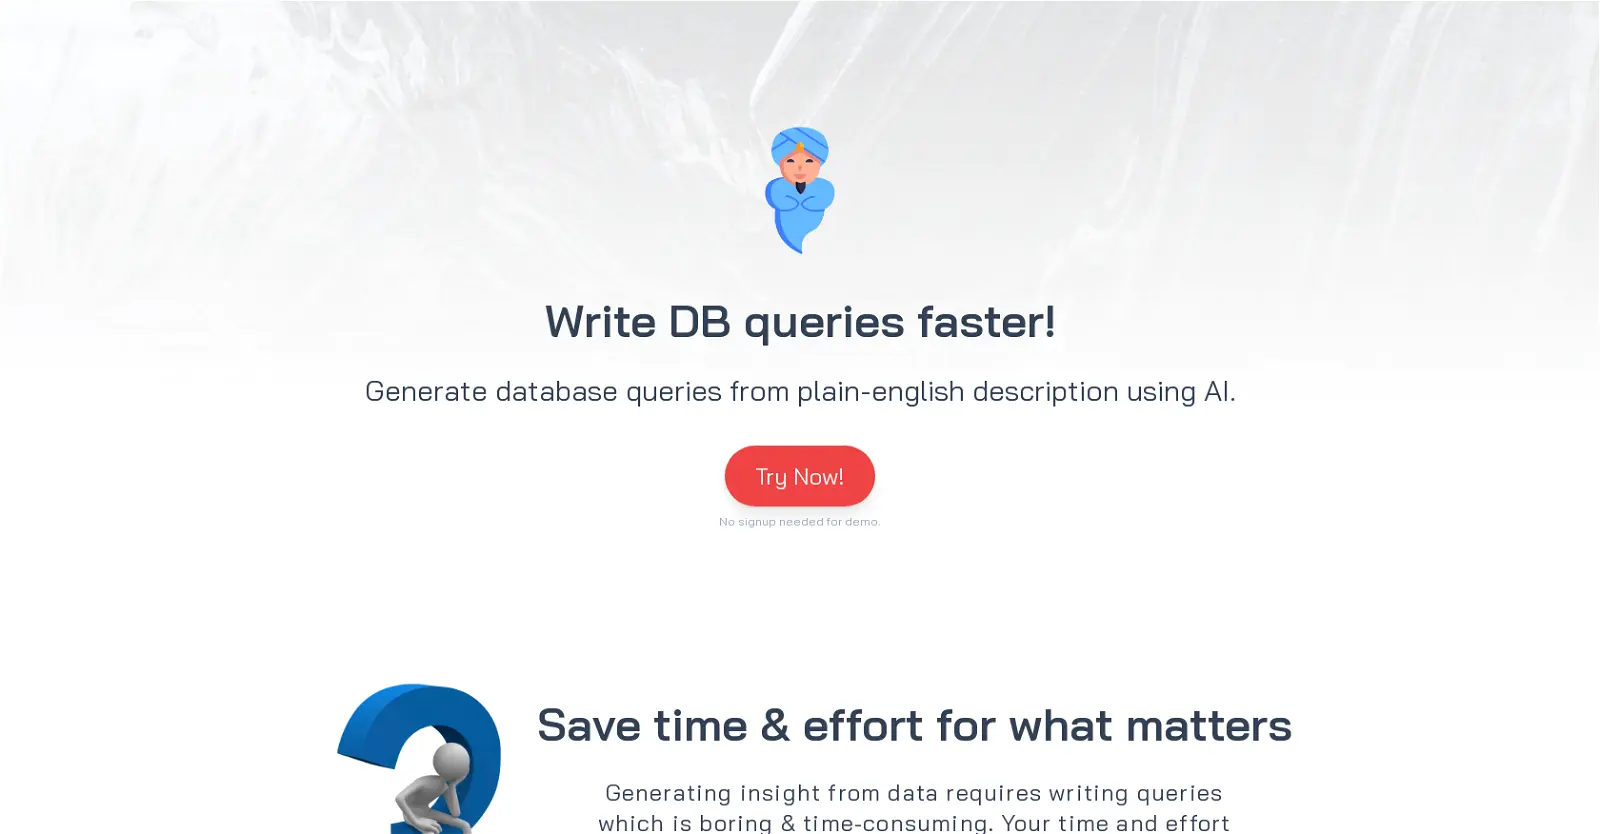 Write DB queries faster!
Generate database queries from plain-english description using AI.
Try Now!
No signup needed for demo.
Save time & effort for what matters
Generating insight from data requires writing queries
which is boring & time-consuming. Your time and effort